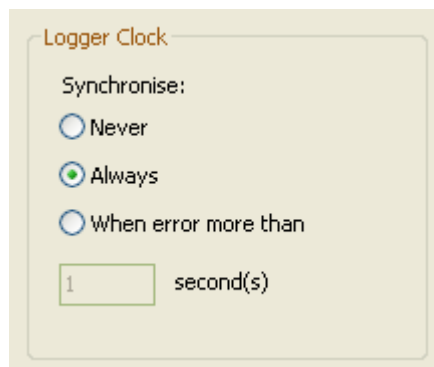 Logger Clock
Synchronise:
Never
Always
When error more than
1 second(s)